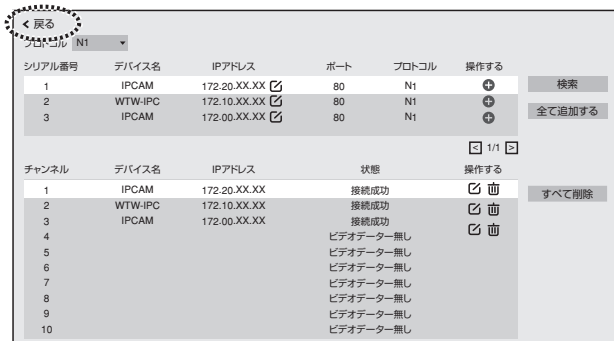 < 戻る
プロトコル N1
シリアル番号 デバイス名 IPアドレス ポート プロトコル 操作する
1 IPCAM 172.20.XX.XX 80 N1 検索
2 WTW-IPC 172.10.XX.XX 80 N1
3 IPCAM 172.00.XX.XX 80 N1 全て追加する
< 1/1 >
チャンネル デバイス名 IPアドレス 状態 操作する
1 IPCAM 172.20.XX.XX 接続成功 すべて削除
2 WTW-IPC 172.10.XX.XX 接続成功
3 IPCAM 172.00.XX.XX 接続成功
4 ビデオデーター無し
5 ビデオデーター無し
6 ビデオデーター無し
7 ビデオデーター無し
8 ビデオデーター無し
9 ビデオデーター無し
10 ビデオデーター無し